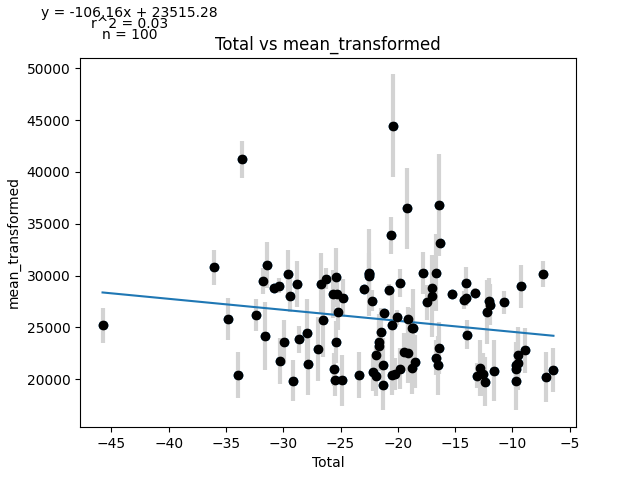 y = -106.16x + 23515.28
r^2 = 0.03
n = 100
Total vs mean_transformed
mean_transformed
50000
45000
40000
35000
30000
25000
20000
−45
−40
−35
−30
−25
−20
−15
−10
−5
Total